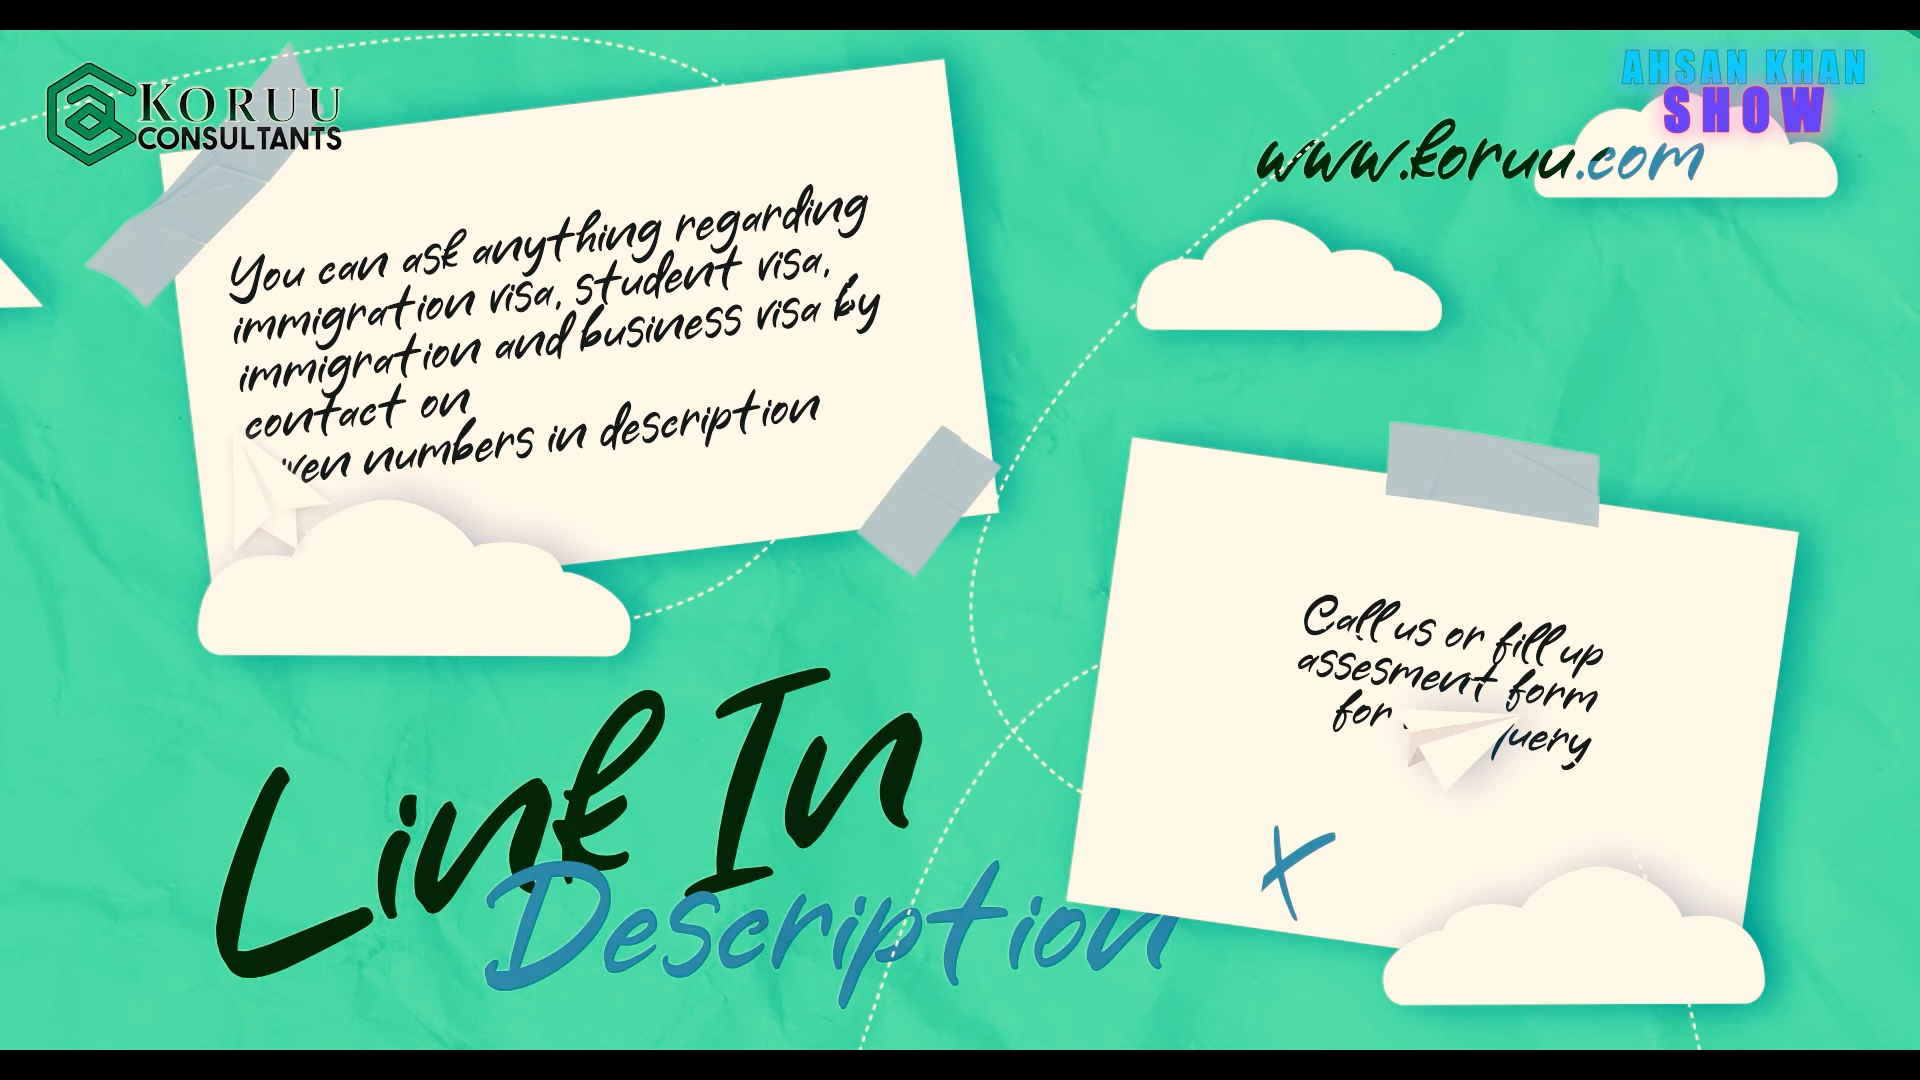 KORUU
CONSULTANTS
AHSAN KHAN
SHOW
www.koruu.com
You can ask anything regarding
immigration visa, student visa,
immigration and business visa by
contact on
numbers in description
Call us or fill up
assesment form
for
Link In
Description